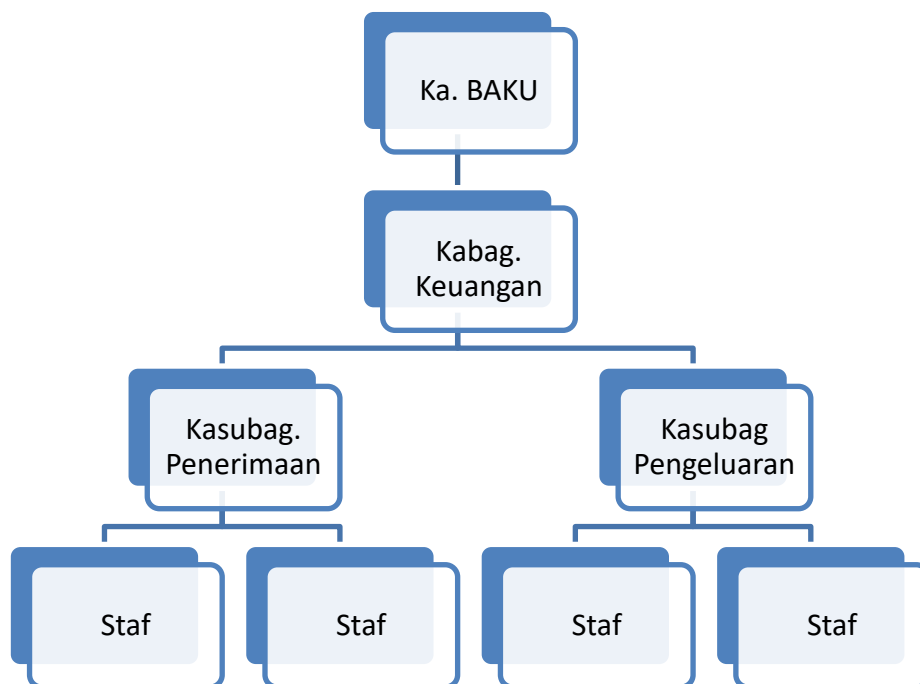 Ka. BAKU
Kabag.
Keuangan
Kasubag.
Penerimaan
Kasubag
Pengeluaran
Staf
Staf
Staf
Staf